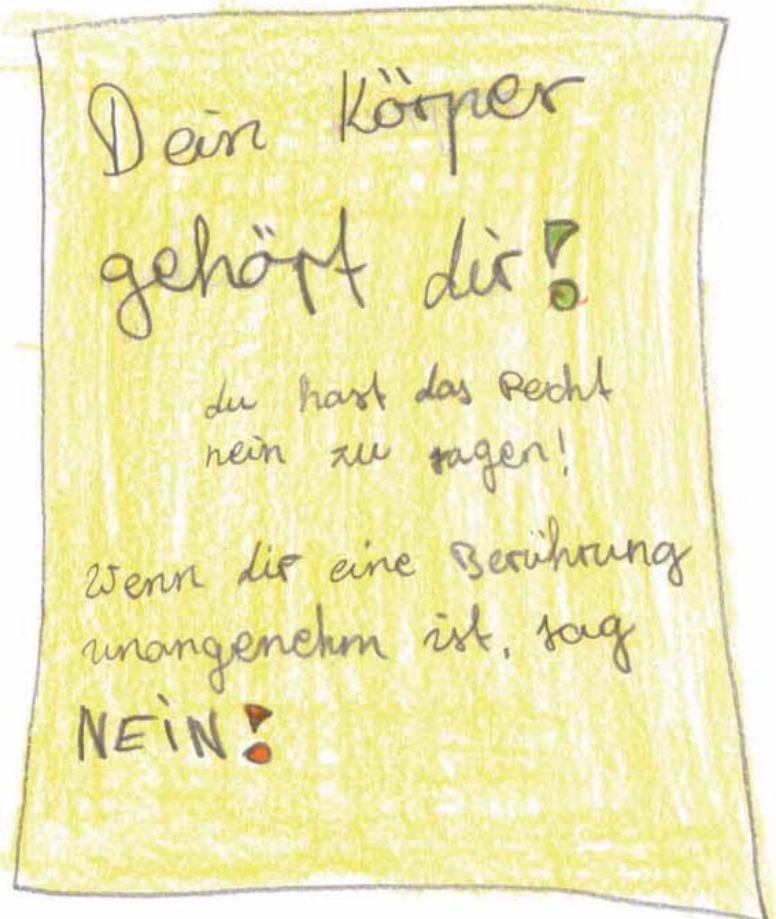 Dein Körper
gehört dir!
du hast das Recht
nein zu sagen!
Wenn dir eine Berührung
unangenehm ist, sag
NEiN!